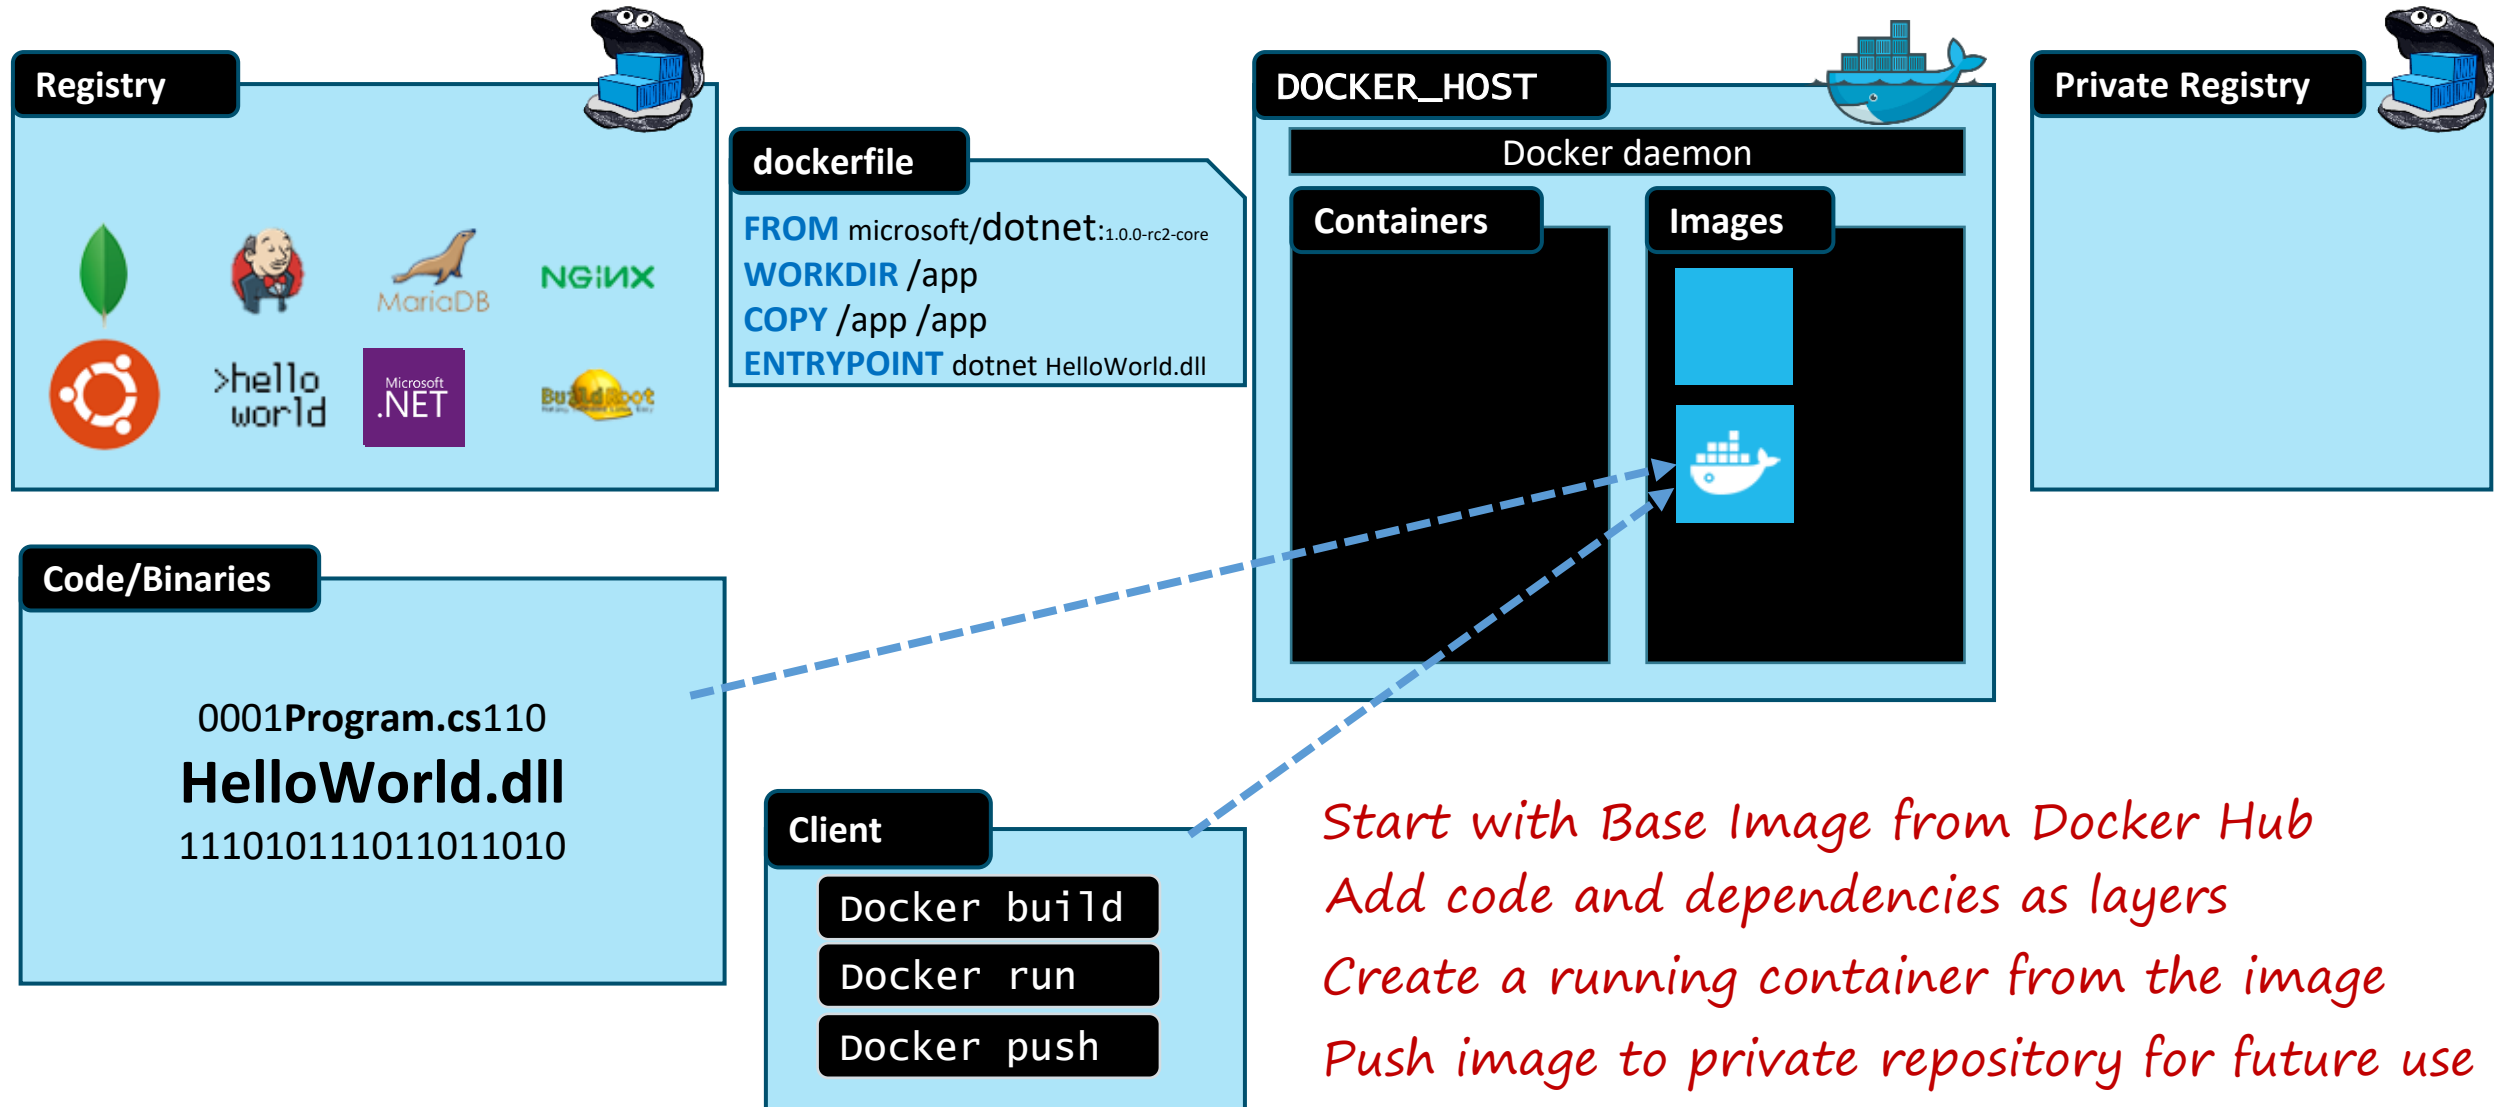 Registry
MariaDB
NGINX
>hello
world
Microsoft
.NET
BuildRoot
dockerfile
FROM microsoft/dotnet:1.0.0-rc2-core
WORKDIR /app
COPY /app /app
ENTRYPOINT dotnet HelloWorld.dll
DOCKER_HOST
Docker daemon
Containers
Images
Private Registry
Code/Binaries
0001Program.cs110
HelloWorld.dll
111010111011011010
Client
Docker build
Docker run
Docker push
Start with Base Image from Docker Hub
Add code and dependencies as layers
Create a running container from the image
Push image to private repository for future use